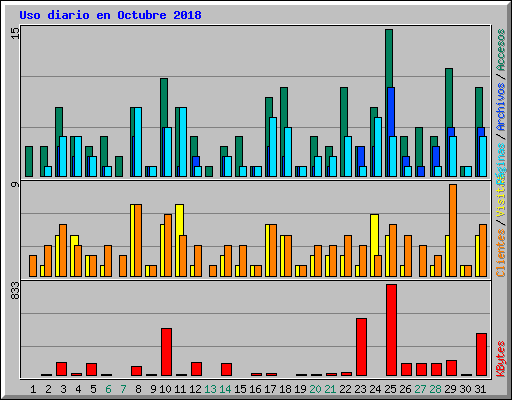 Uso diario en Octubre 2018
15
9
833
Accesos / Archivos / Páginas
Visitas / Clientes
KBytes
1 2 3 4 5 6 7 8 9 10 11 12 13 14 15 16 17 18 19 20 21 22 23 24 25 26 27 28 29 30 31